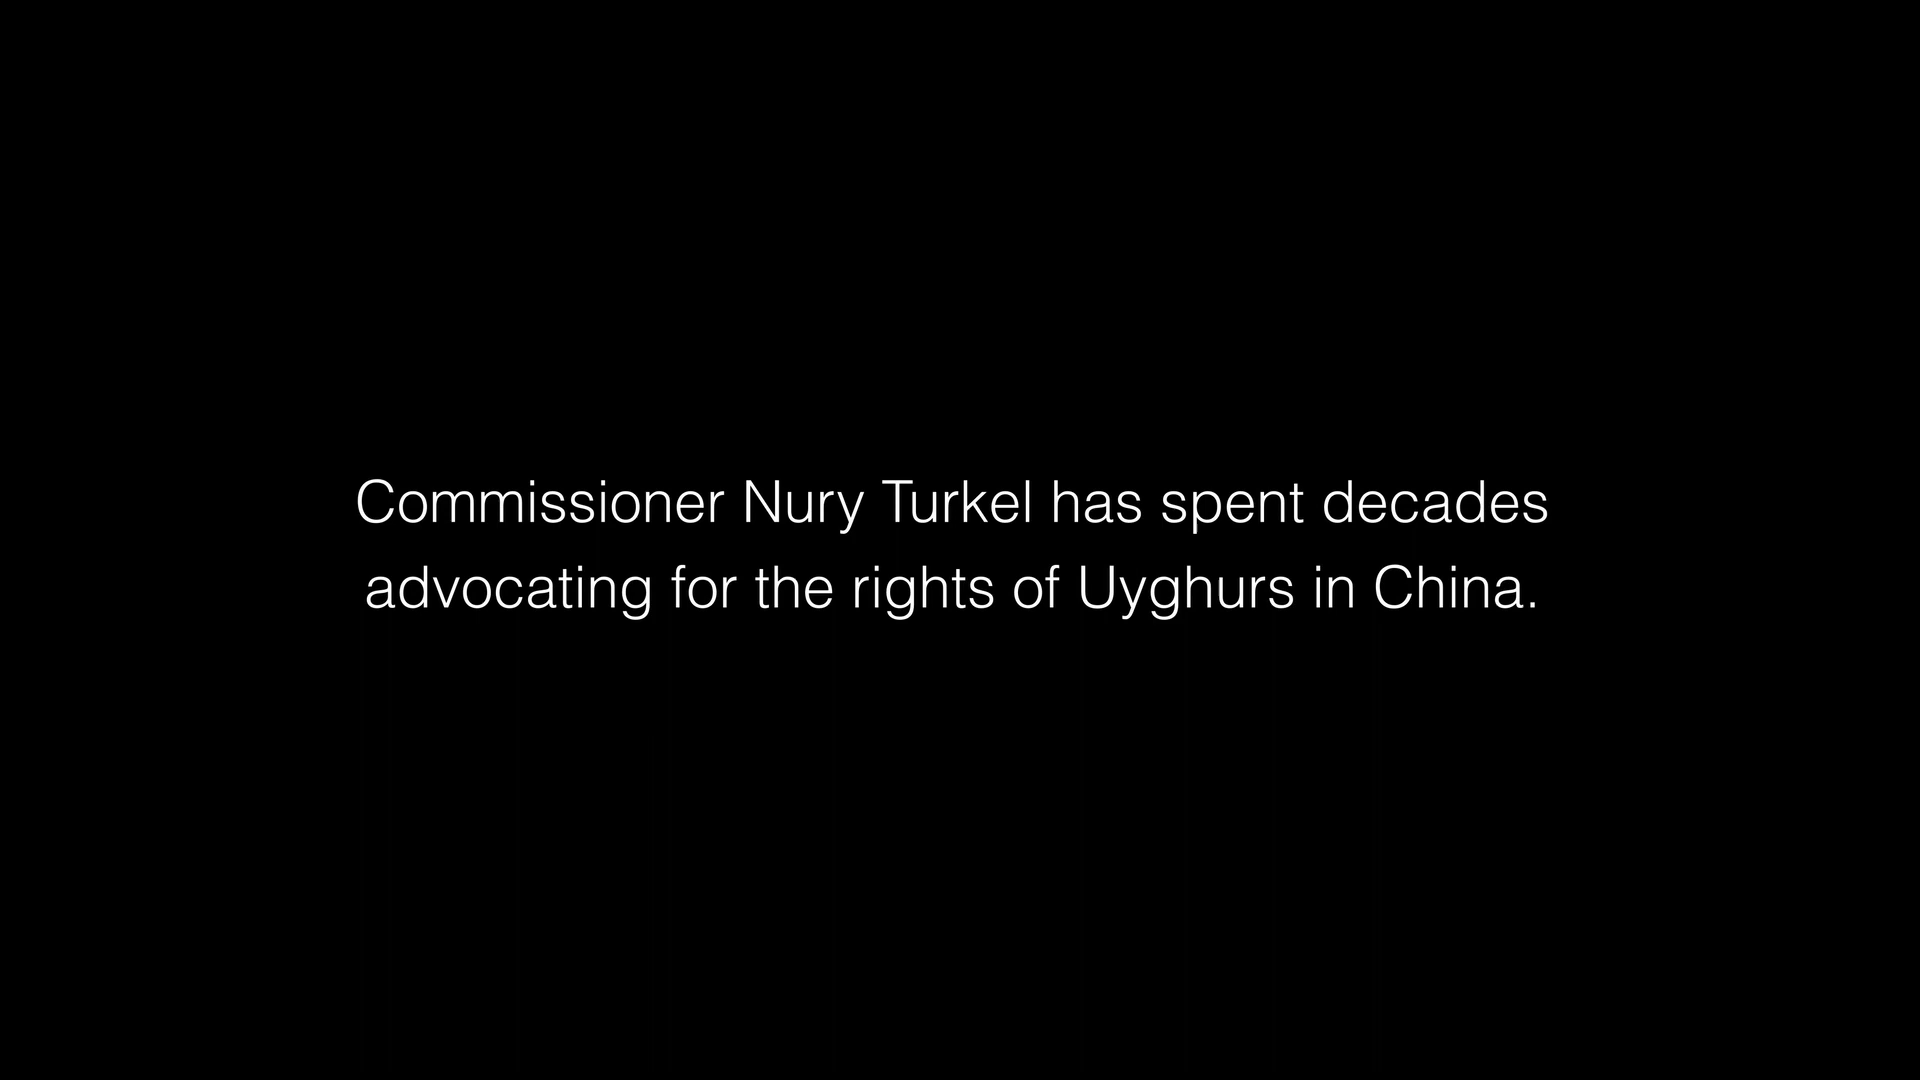 Commissioner Nury Turkel has spent decades
advocating for the rights of Uyghurs in China.